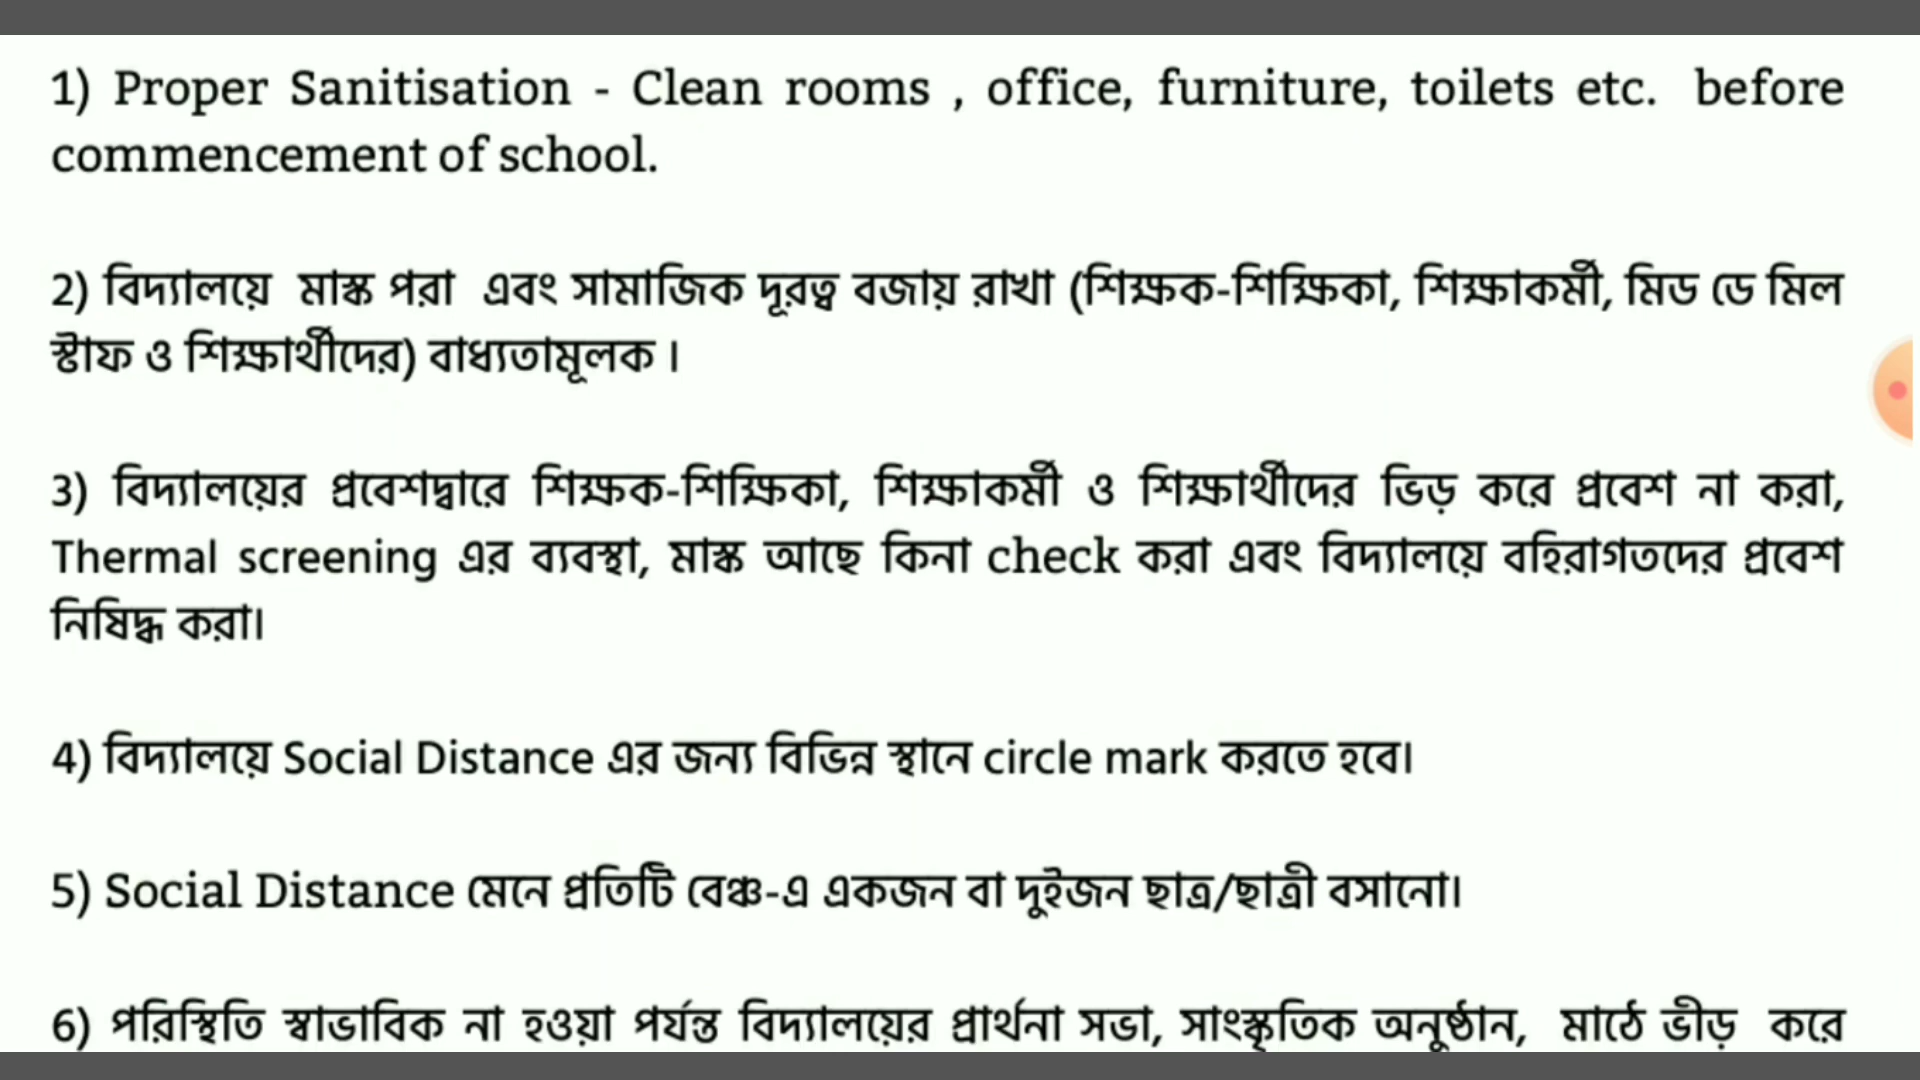 1) Proper Sanitisation - Clean rooms , office, furniture, toilets etc. before
commencement of school.
2) বিদ্যালয়ে মাস্ক পরা এবং সামাজিক দূরত্ব বজায় রাখা (শিক্ষক-শিক্ষিকা, শিক্ষাকর্মী, মিড ডে মিল
স্টাফ ও শিক্ষার্থীদের) বাধ্যতামূলক ।
3) বিদ্যালয়ের প্রবেশদ্বারে শিক্ষক-শিক্ষিকা, শিক্ষাকর্মী ও শিক্ষার্থীদের ভিড় করে প্রবেশ না করা,
Thermal screening এর ব্যবস্থা, মাস্ক আছে কিনা check করা এবং বিদ্যালয়ে বহিরাগতদের প্রবেশ
নিষিদ্ধ করা।
4) বিদ্যালয়ে Social Distance এর জন্য বিভিন্ন স্থানে circle mark করতে হবে।
5) Social Distance মেনে প্রতিটি বেঞ্চ-এ একজন বা দুইজন ছাত্র/ছাত্রী বসানো।
6) পরিস্থিতি স্বাভাবিক না হওয়া পর্যন্ত বিদ্যালয়ের প্রার্থনা সভা, সাংস্কৃতিক অনুষ্ঠান, মাঠে ভীড় করে